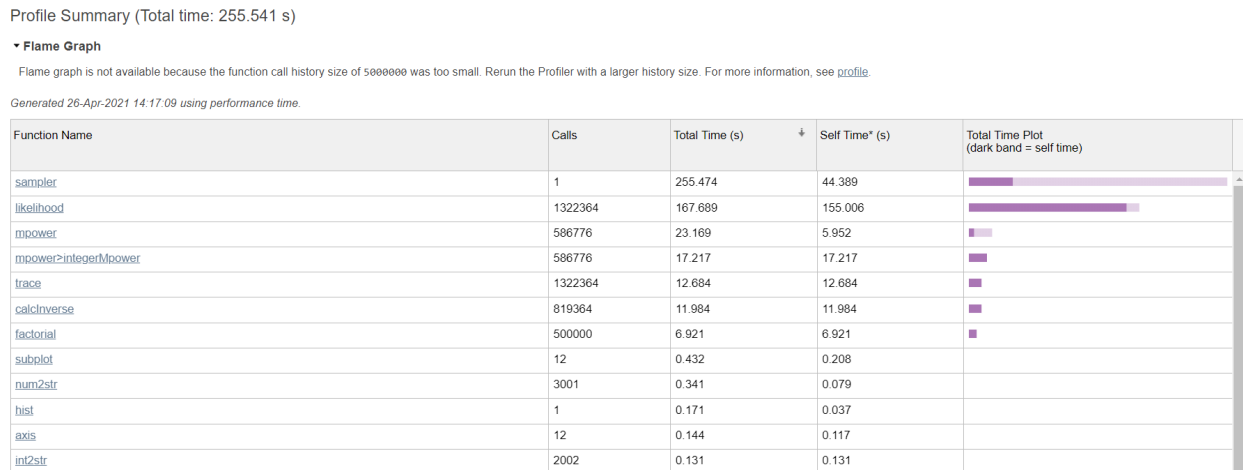 Profile Summary (Total time: 255.541 s)
Flame Graph
Flame graph is not available because the function call history size of 5000000 was too small. Rerun the Profiler with a larger history size. For more information, see profile.
Generated 26-Apr-2021 14:17:09 using performance time.
Function Name Calls Total Time (s) Self Time* (s) Total Time Plot
(dark band = self time)
sampler 1 255.474 44.389
likelihood 1322364 167.689 155.006
mpower 586776 23.169 5.952
mpower>integerMpower 586776 17.217 17.217
trace 1322364 12.684 12.684
calcInverse 819364 11.984 11.984
factorial 500000 6.921 6.921
subplot 12 0.432 0.208
num2str 3001 0.341 0.079
hist 1 0.171 0.037
axis 12 0.144 0.117
int2str 2002 0.131 0.131